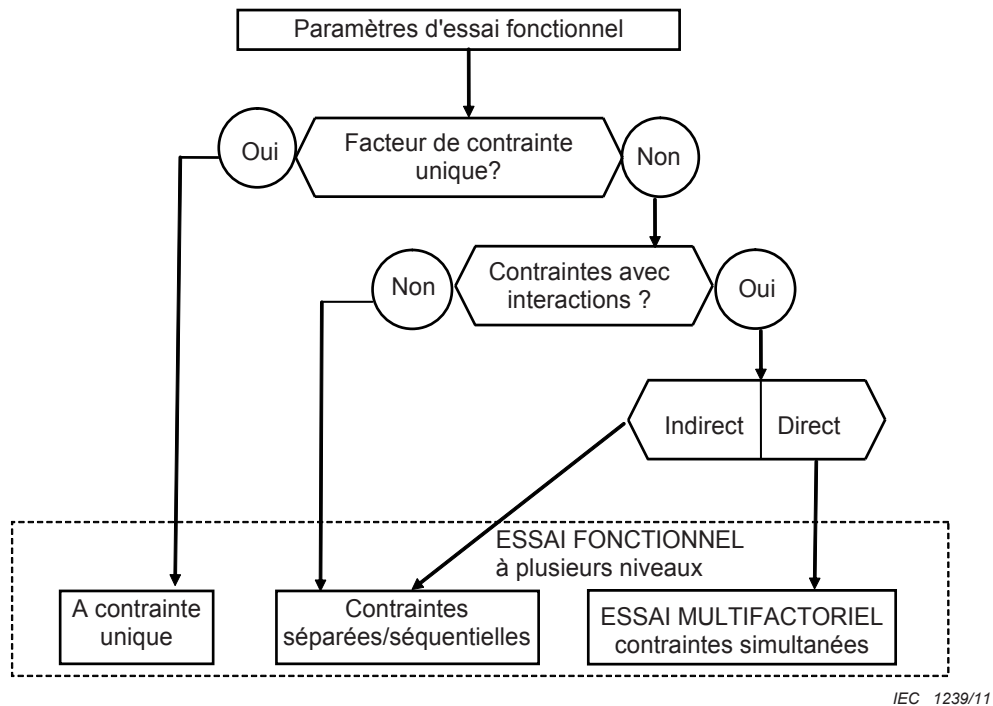 Paramètres d'essai fonctionnel
Oui
Facteur de contrainte
unique?
Non
Non
Contraintes avec
interactions ?
Oui
Indirect
Direct
ESSAI FONCTIONNEL
à plusieurs niveaux
A contrainte
unique
Contraintes
séparées/séquentielles
ESSAI MULTIFACTORIEL
contraintes simultanées
IEC 1239/11